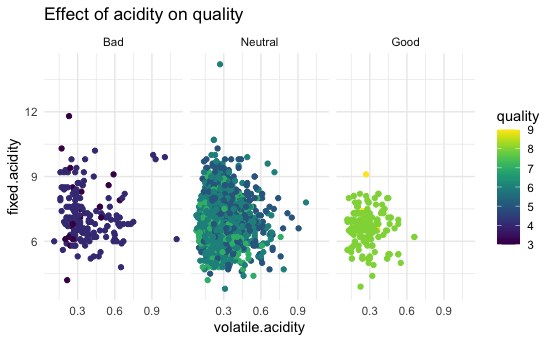 Effect of acidity on quality
Bad Neutral Good
fixed.acidity
12
9
6
0.3 0.6 0.9 0.3 0.6 0.9 0.3 0.6 0.9
volatile.acidity
quality
9
8
7
6
5
4
3